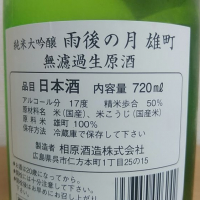 純米大吟醸 雨後の月 雄町
無濾過生原酒
品目 日本酒 内容量 720ml
アルコール分 17度 精米歩合 50%
原材料名 米(国産)、米こうじ(国産米)
原料米 雄町 100%
保存方法 冷蔵庫で保存して下さい。
製造者 相原酒造株式会社
広島県呉市仁方本町1丁目25の15